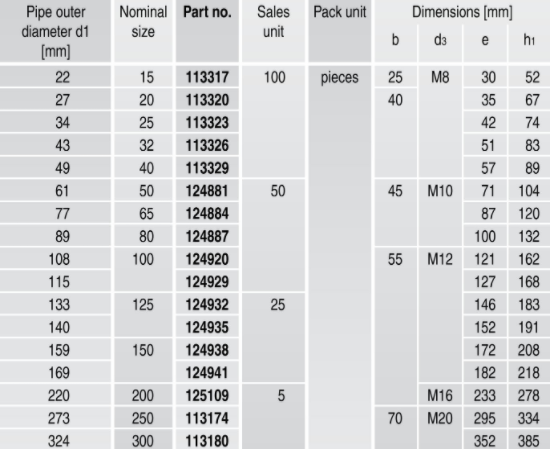 Pipe outer diameter d1 [mm] Nominal size Part no. Sales unit Pack unit Dimensions [mm]
b d3 e h1
22 15 113317 100 pieces 25 M8 30 52
27 20 113320 40 35 67
34 25 113323 42 74
43 32 113326 51 83
49 40 113329 57 89
61 50 124881 50 45 M10 71 104
77 65 124884 87 120
89 80 124887 100 132
108 100 124920 55 M12 121 162
115 124929 127 168
133 125 124932 25 146 183
140 124935 152 191
159 150 124938 172 208
169 124941 182 218
220 200 125109 5 M16 233 278
273 250 113174 70 M20 295 334
324 300 113180 352 385